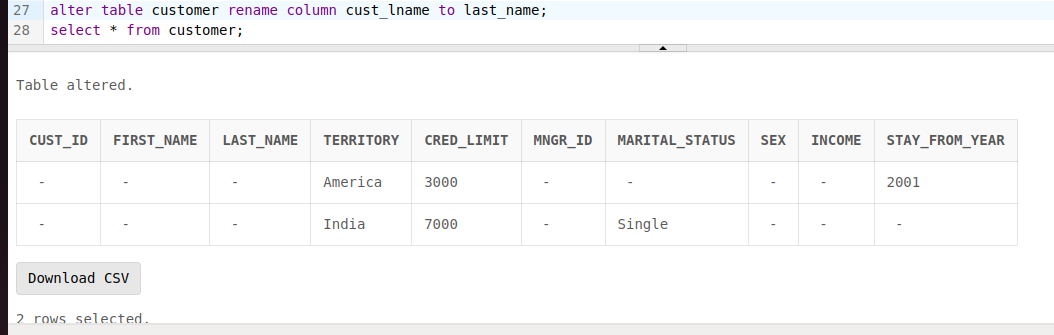 27 alter table customer rename column cust_lname to last_name;
28 select * from customer;
Table altered.
CUST_ID FIRST_NAME LAST_NAME TERRITORY CRED_LIMIT MNGR_ID MARITAL_STATUS SEX INCOME STAY_FROM_YEAR
- - - America 3000 - - - - 2001
- - - India 7000 - Single - - -
Download CSV
2 rows selected.